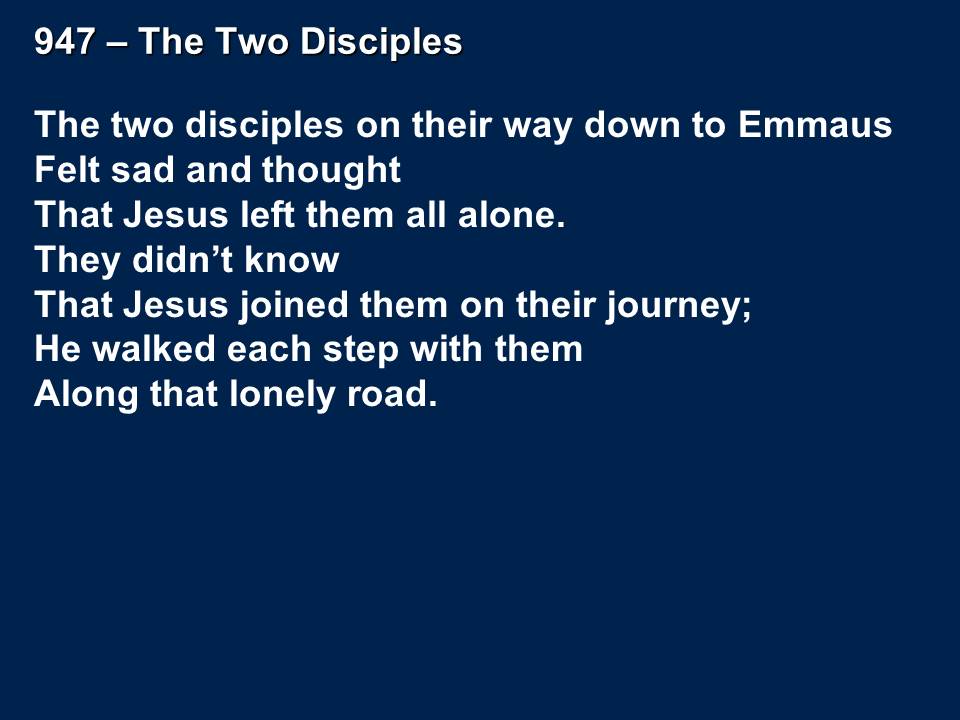 947 – The Two Disciples
The two disciples on their way down to Emmaus
Felt sad and thought
That Jesus left them all alone.
They didn’t know
That Jesus joined them on their journey;
He walked each step with them
Along that lonely road.